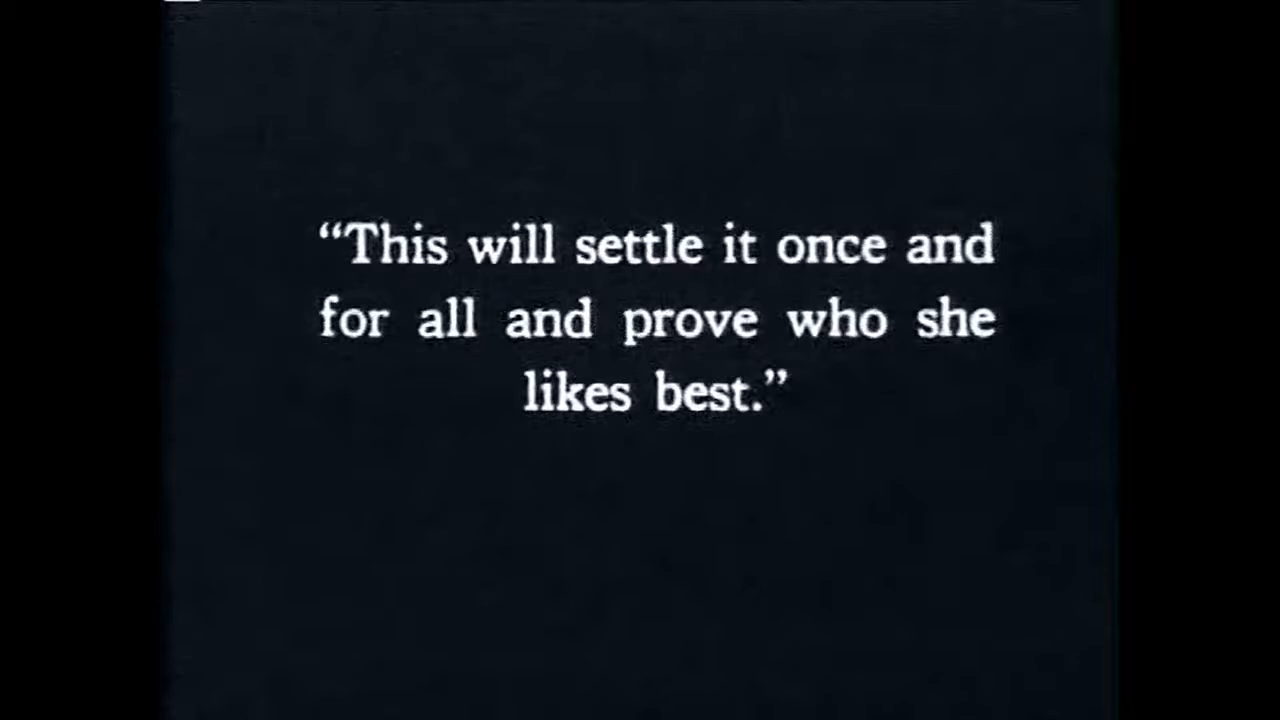 “This will settle it once and
for all and prove who she
likes best.”